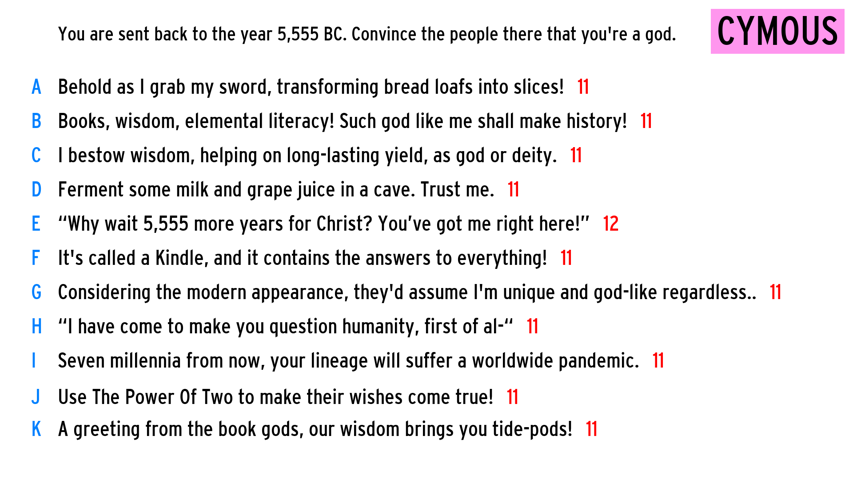 You are sent back to the year 5,555 BC. Convince the people there that you're a god.
CYMOUS
A Behold as I grab my sword, transforming bread loafs into slices! 11
B Books, wisdom, elemental literacy! Such god like me shall make history! 11
C I bestow wisdom, helping on long-lasting yield, as god or deity. 11
D Ferment some milk and grape juice in a cave. Trust me. 11
E “Why wait 5,555 more years for Christ? You’ve got me right here!” 12
F It's called a Kindle, and it contains the answers to everything! 11
G Considering the modern appearance, they'd assume I'm unique and god-like regardless.. 11
H “I have come to make you question humanity, first of al-“ 11
I Seven millennia from now, your lineage will suffer a worldwide pandemic. 11
J Use The Power Of Two to make their wishes come true! 11
K A greeting from the book gods, our wisdom brings you tide-pods! 11